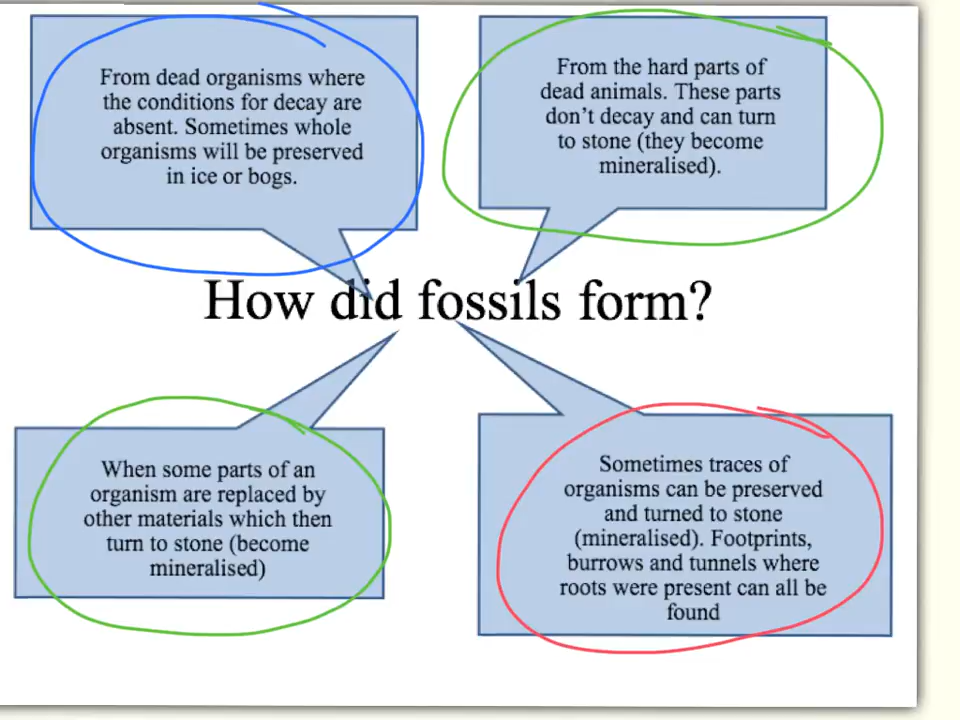 From dead organisms where
the conditions for decay are
absent. Sometimes whole
organisms will be preserved
in ice or bogs.
From the hard parts of
dead animals. These parts
don't decay and can turn
to stone (they become
mineralised).
How did fossils form?
When some parts of an
organism are replaced by
other materials which then
turn to stone (become
mineralised)
Sometimes traces of
organisms can be preserved
and turned to stone
(mineralised). Footprints,
burrows and tunnels where
roots were present can all be
found